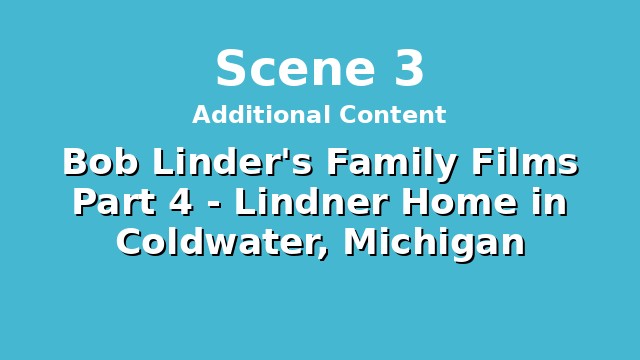 Scene 3
Additional Content
Bob Linder's Family Films
Part 4 - Lindner Home in
Coldwater, Michigan